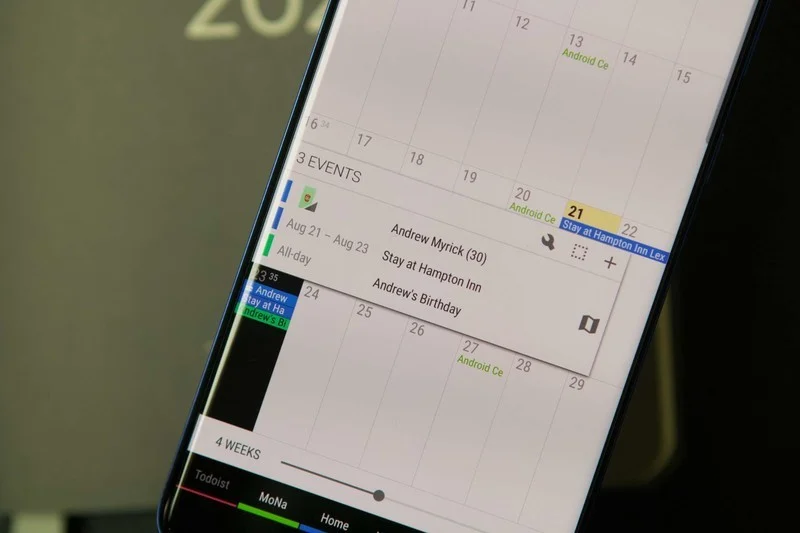 202
11
12
13
Android Ce
14
15
16 34
17
18
19
20
Android Ce
21
22
Stay at Hampton Inn Lex
3 EVENTS
Andrew Myrick (30)
Aug 21 – Aug 23
Stay at Hampton Inn
All-day
Andrew's Birthday
23 35
Andrew
tay at Ha
Andrew's Bi
24
25
26
27
Android Ce
28
29
4 WEEKS
Todoist
MoNa
Home